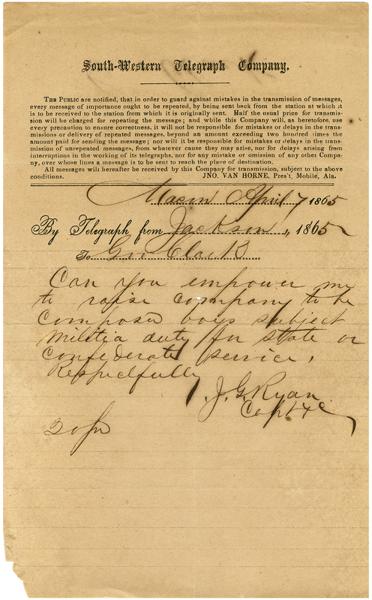 South-Western Telegraph Company.
THE PUBLIC are notified, that in order to guard against mistakes in the transmission of messages,
every message of importance ought to be repeated, by being sent back from the station at which it
is to be received to the station from which it is originally sent. Half the usual price for transmission
will be charged for repeating the message; and while this Company will, as heretofore, use
every precaution to ensure correctness, it will not be responsible for mistakes or delays in the trans-
missions or delivery of repeated messages, beyond an amount exceeding two hundred times the
amount paid for sending the message; nor will it be responsible for mistakes or delays in the trans-
mission of unrepeated messages, from whatever cause they may arise, nor for delays arising from
interruptions in the working of its telegraphs, nor for any mistake or omission of any other Com-
pany, over whose lines a message is to be sent to reach the place of destination.
All messages will hereafter be received by this Company for transmission, subject to the above
conditions. JNO. VAN HORNE, Pres't, Mobile, Ala.
Macon April 7 1865
By Telegraph from Jackson 1865
To Gov Clark
Can you empower me
to raise company to be
composed boys subject
militia duty for state or
confederate service,
Respectfully
J. G. Ryan
Capt &c